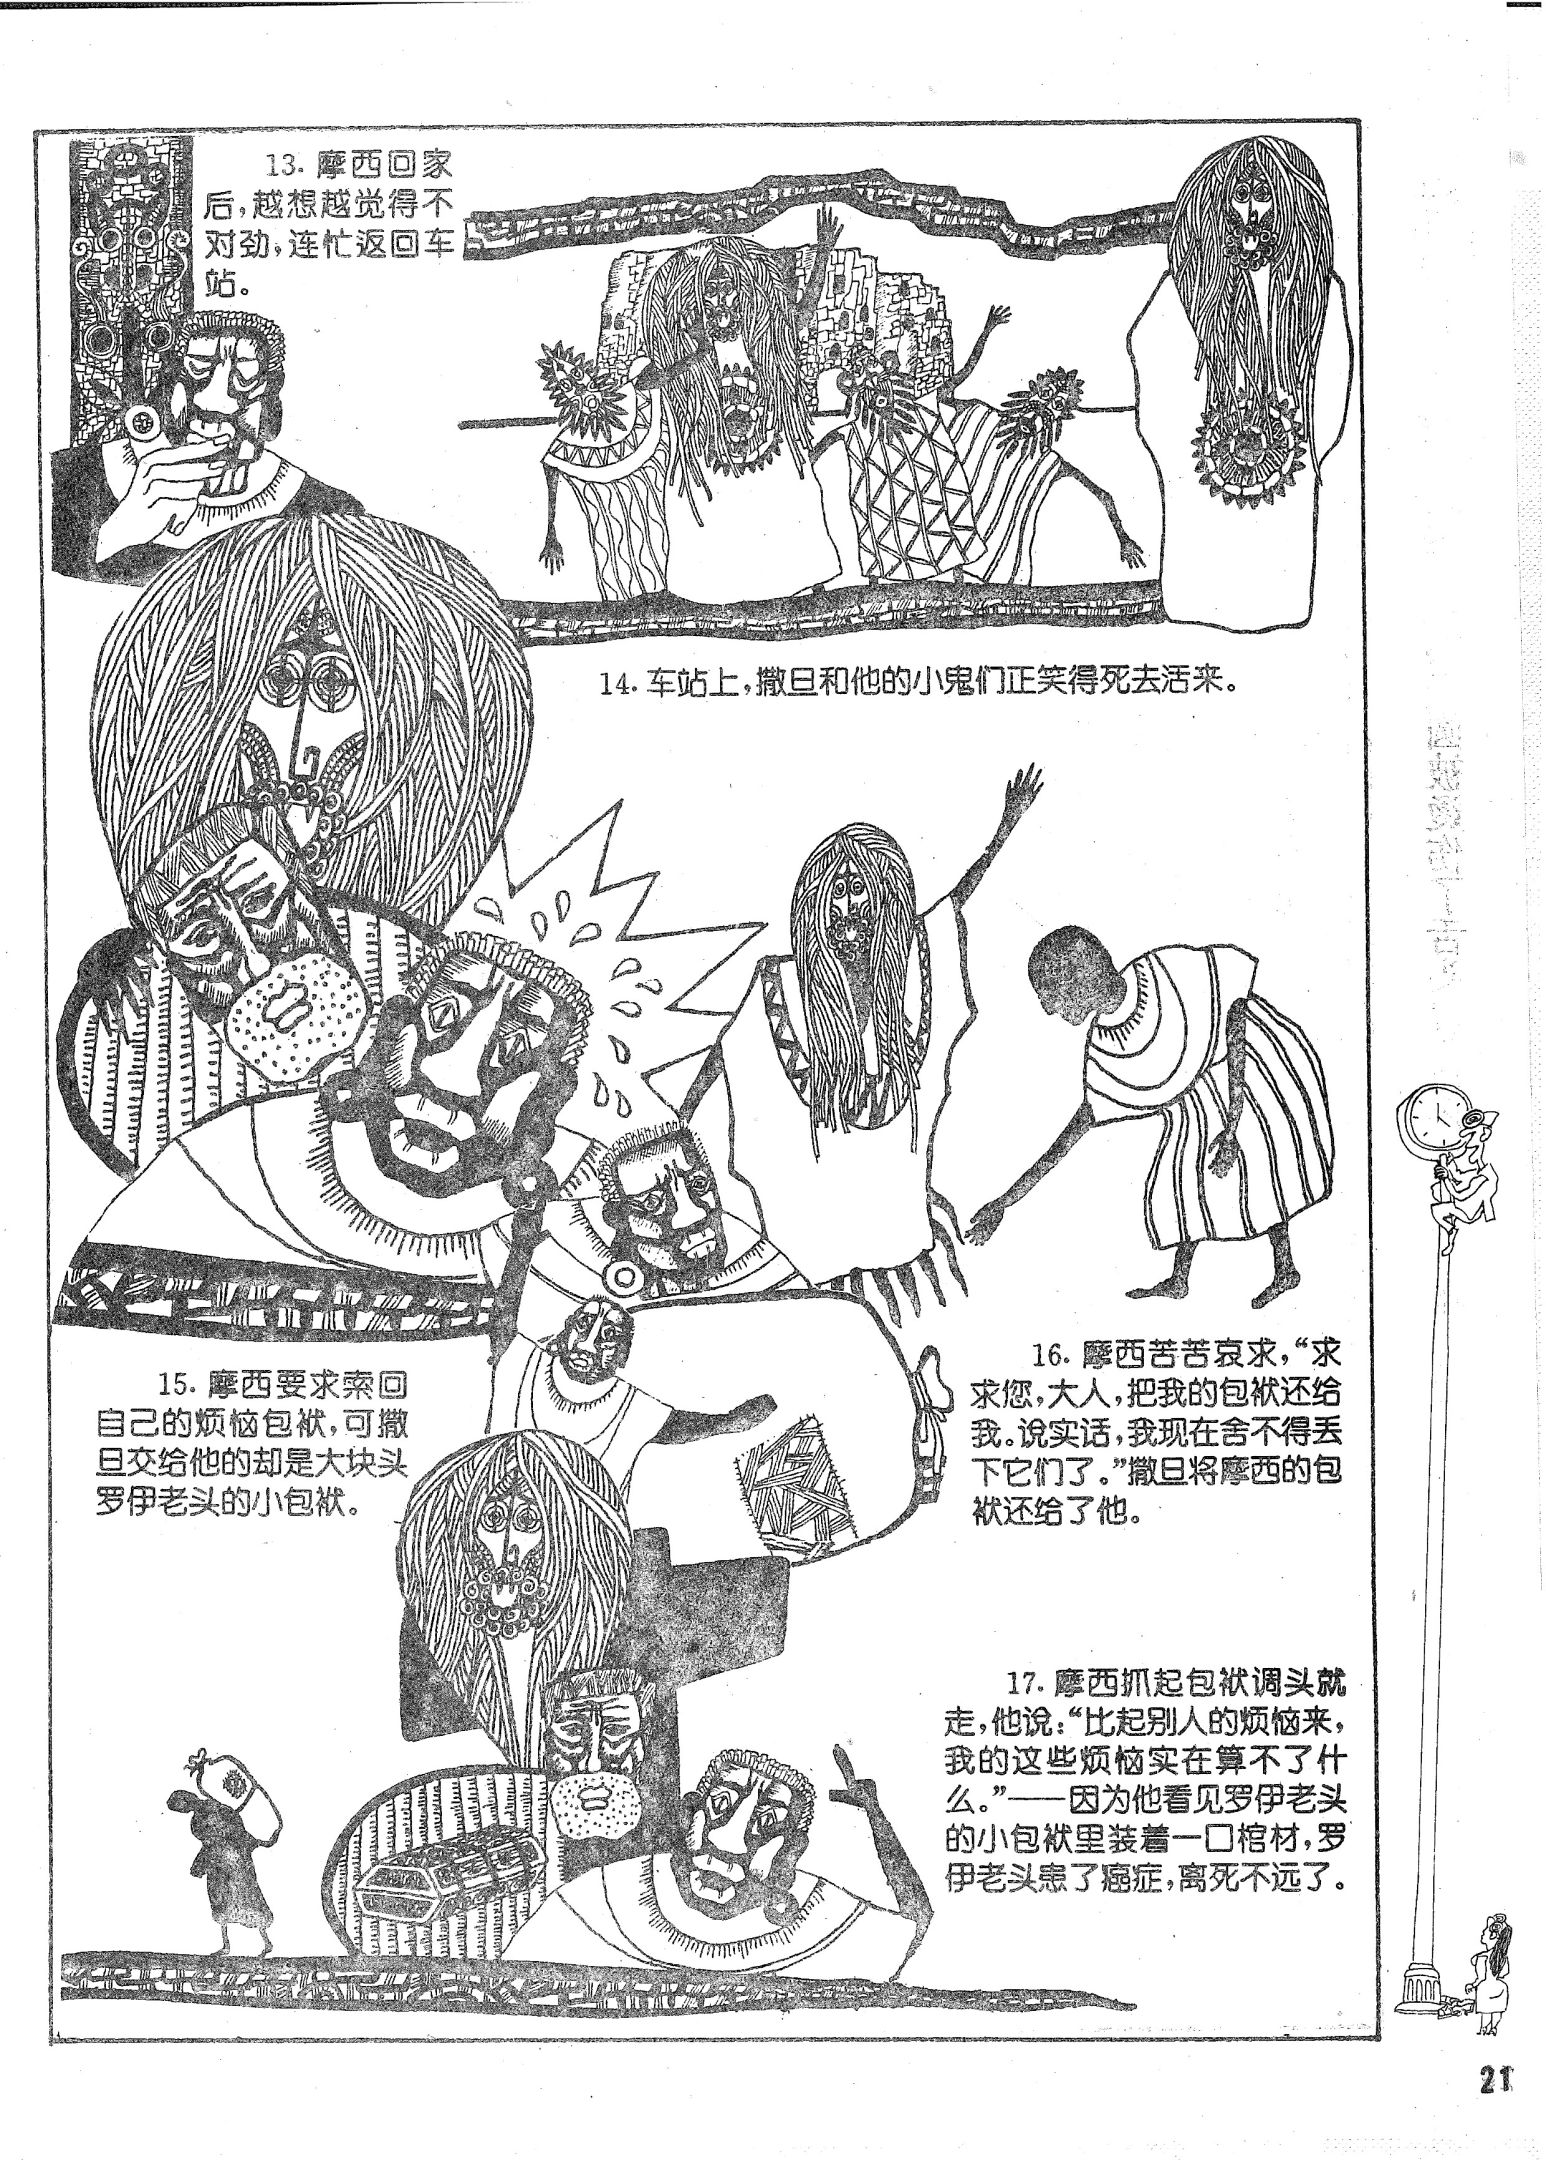 13. 摩西回家
后，越想越觉得不
对劲，连忙返回车
站。
14. 车站上，撒旦和他的小鬼们正笑得死去活来。
15. 摩西要求索回
自己的烦恼包袱，可撒
旦交给他的却是大块头
罗伊老头的小包袱。
16. 摩西苦苦哀求，“求
求您，大人，把我的包袱还给
我。说实话，我现在舍不得丢
下它们了。”撒旦将摩西的包
袱还给了他。
17. 摩西抓起包袱调头就
走，他说：“比起别人的烦恼来，
我的这些烦恼实在算不了什
么。”——因为他看见罗伊老头
的小包袱里装着一口棺材，罗
伊老头患了癌症，离死不远了。
21